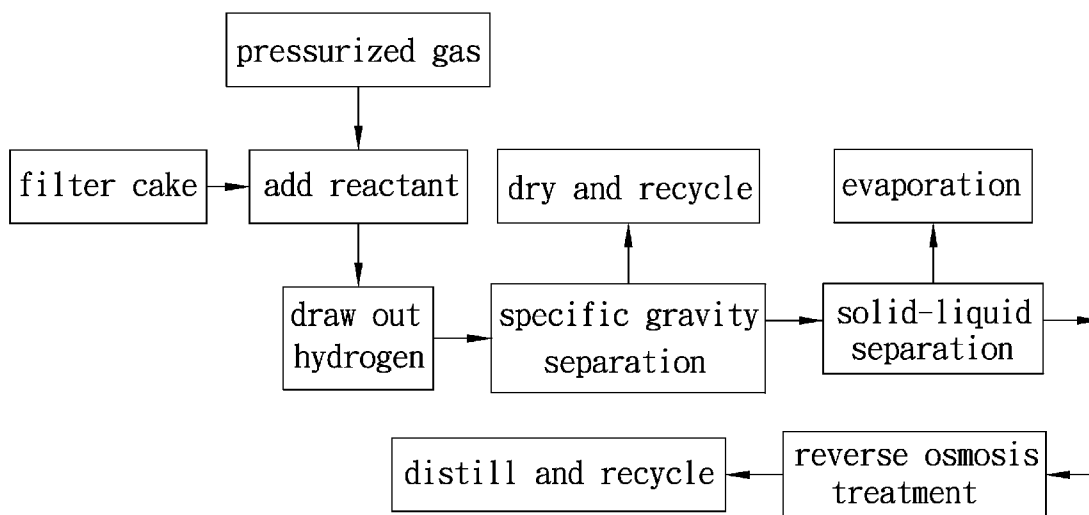 pressurized gas
filter cake
add reactant
dry and recycle
evaporation
draw out
hydrogen
specific gravity
separation
solid-liquid
separation
distill and recycle
reverse osmosis
treatment